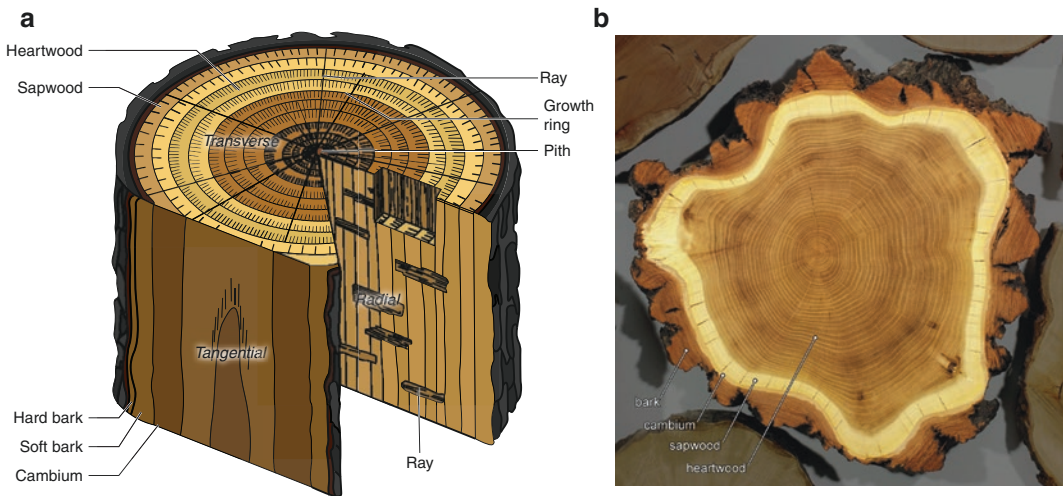 a
Heartwood
Sapwood
Transverse
Ray
Growth
ring
Pith
Radial
Tangential
Hard bark
Soft bark
Cambium
Ray
b
bark
cambium
sapwood
heartwood